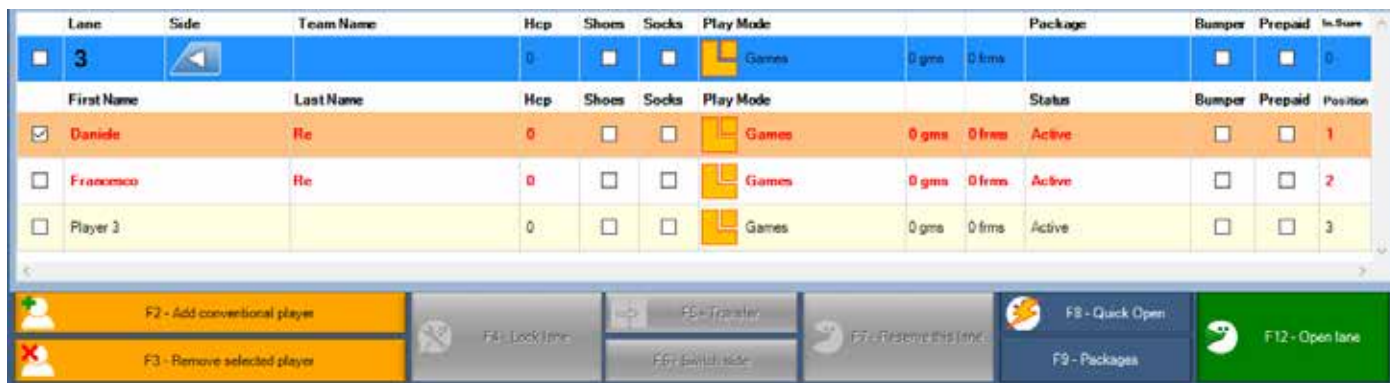 Lane Side Team Name Hcp Shoes Socks Play Mode Package Bumper Prepaid In.Score
3 0 Games 0 gms 0 frms 0
First Name Last Name Hcp Shoes Socks Play Mode Status Bumper Prepaid Position
Daniele Re 0 Games 0 gms 0 frms Active 1
Francesco Re 0 Games 0 gms 0 frms Active 2
Player 3 0 Games 0 gms 0 frms Active 3
F2 - Add conventional player
F3 - Remove selected player
F4 - Lock lane
F5 - Transfer
F6 - Switch side
F7 - Reserve this lane
F8 - Quick Open
F9 - Packages
F12 - Open lane